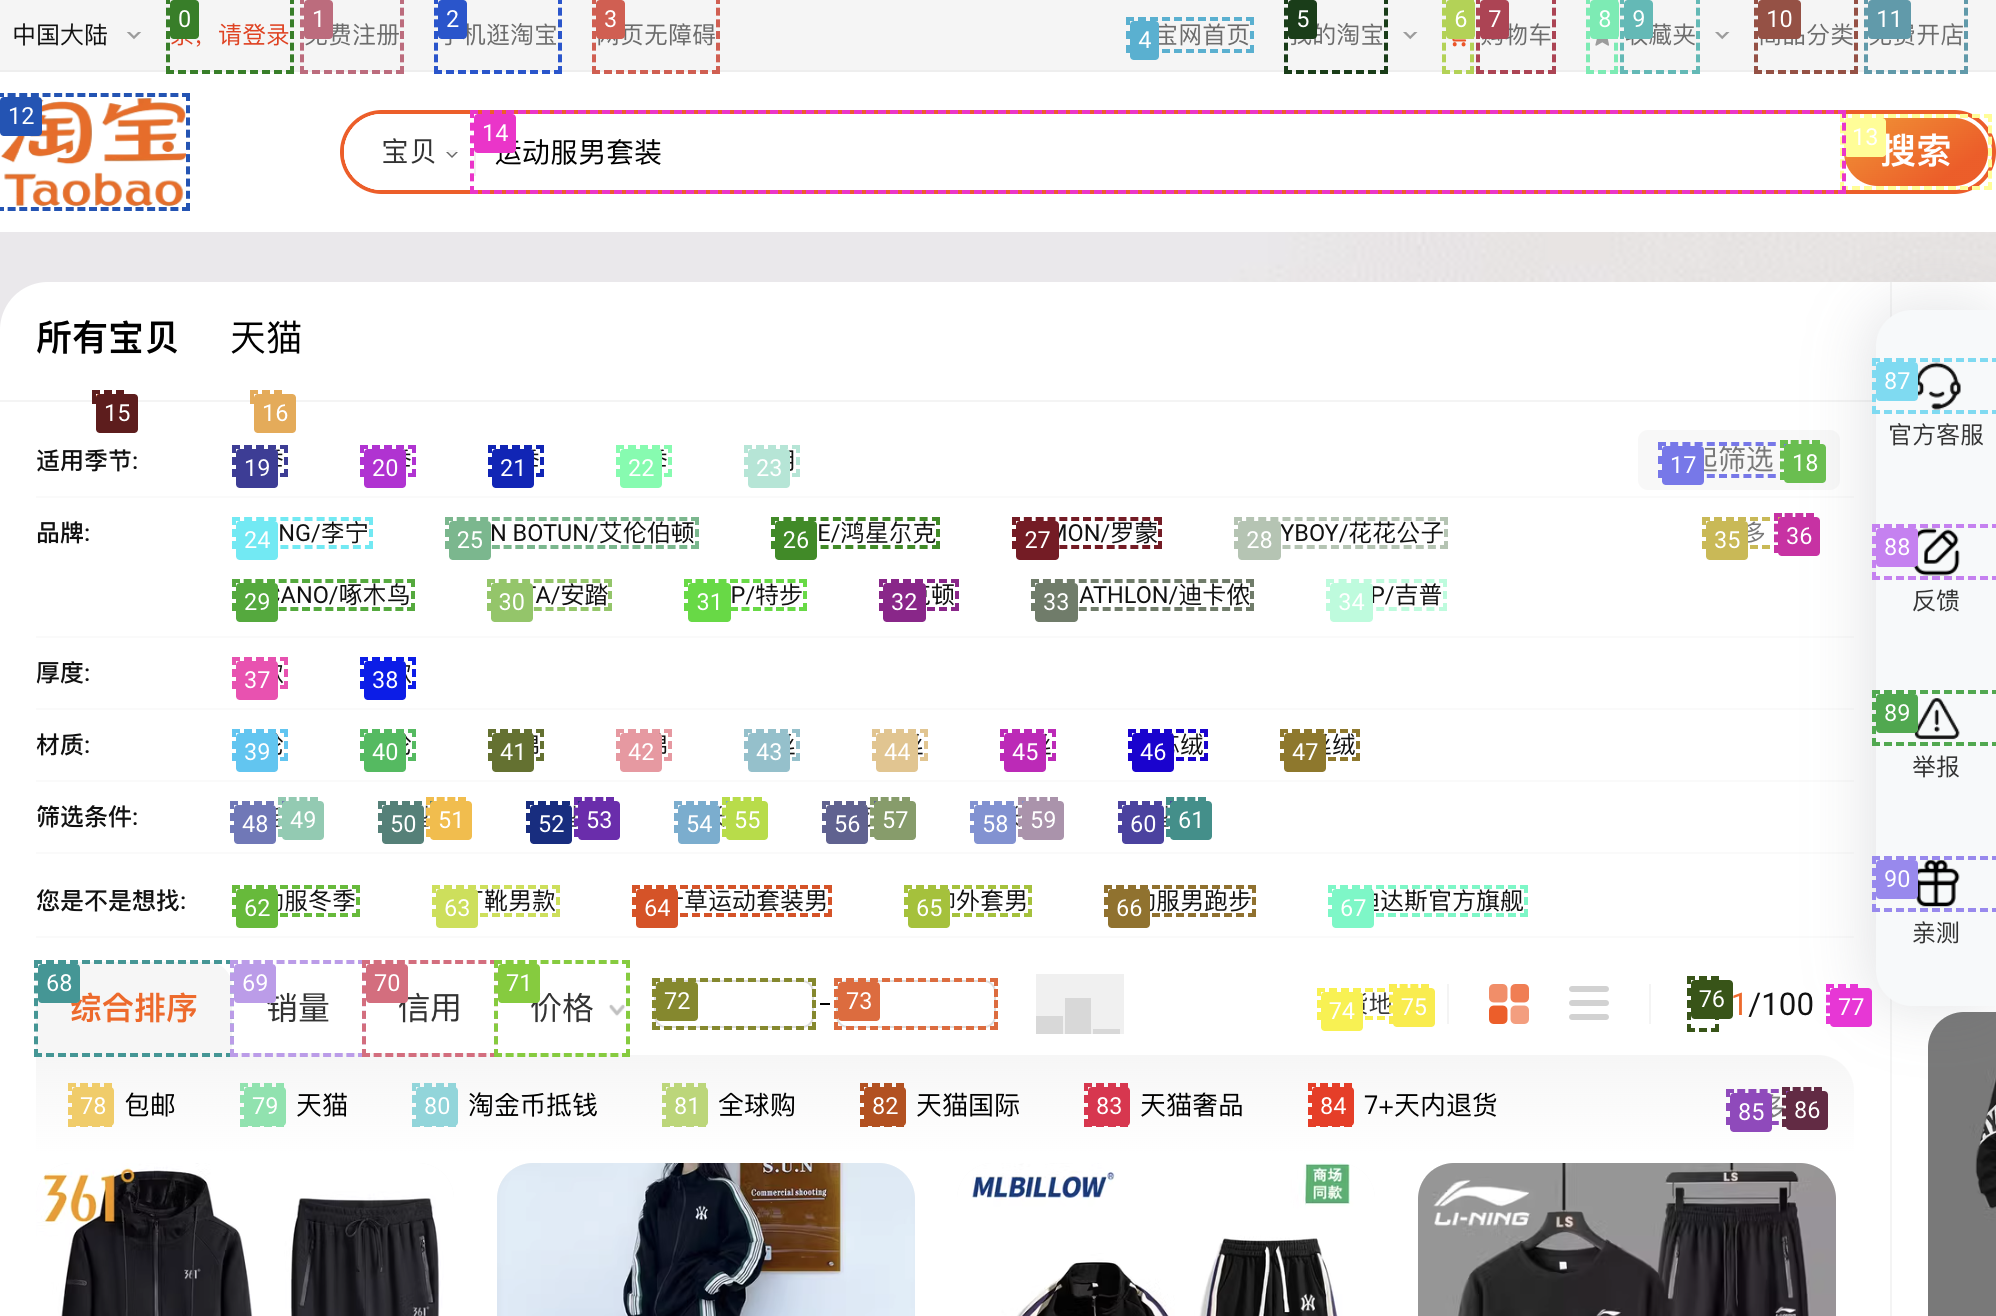 中国大陆 0 请登录 1 费注册 2 机逛淘宝 3 页无障碍 4 宝网首页 5 的淘宝 6 7 购物车 8 9 收藏夹 10 商品分类 11 免费开店
12 淘宝
Taobao
宝贝 14 运动服男套装 13 搜索
所有宝贝 天猫
15 16
适用季节: 19 20 21 22 23 17 起筛选 18
品牌: 24 NG/李宁 25 N BOTUN/艾伦伯顿 26 E/鸿星尔克 27 MON/罗蒙 28 YBOY/花花公子 35 多 36
29 CANO/啄木鸟 30 TA/安踏 31 P/特步 32 顿 33 ATHLON/迪卡侬 34 P/吉普
厚度: 37 38
材质: 39 40 41 42 43 44 45 46 绒 47 绒
筛选条件: 48 49 50 51 52 53 54 55 56 57 58 59 60 61
您是不是想找: 62 动服冬季 63 靴男款 64 草运动套装男 65 外套男 66 动服男跑步 67 迪达斯官方旗舰
68 综合排序 69 销量 70 信用 71 价格 72 - 73 74 货地 75 76 1/100 77
78 包邮 79 天猫 80 淘金币抵钱 81 全球购 82 天猫国际 83 天猫奢品 84 7+天内退货 85 86
87 官方客服
88 反馈
89 举报
90 亲测
361°
361°
361°
S.U.N
Commercial shooting
MLBILLOW®
商场
同款
LI-NING
LS
LS